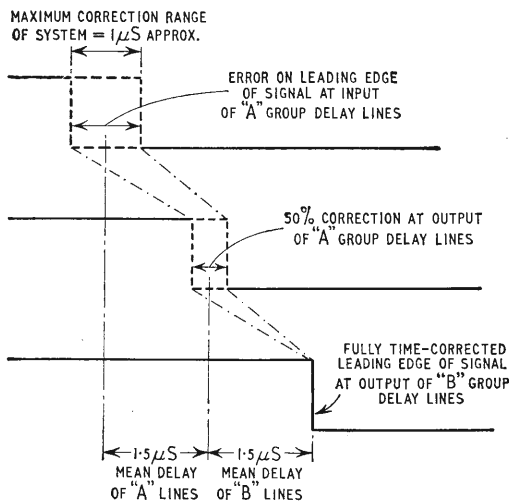 MAXIMUM CORRECTION RANGE
OF SYSTEM = 1μS APPROX.
ERROR ON LEADING EDGE
OF SIGNAL AT INPUT
OF "A" GROUP DELAY LINES
50% CORRECTION AT OUTPUT
OF "A" GROUP DELAY LINES
FULLY TIME-CORRECTED
LEADING EDGE OF SIGNAL
AT OUTPUT OF "B" GROUP
DELAY LINES
1·5μS
MEAN DELAY
OF "A" LINES
1·5μS
MEAN DELAY
OF "B" LINES